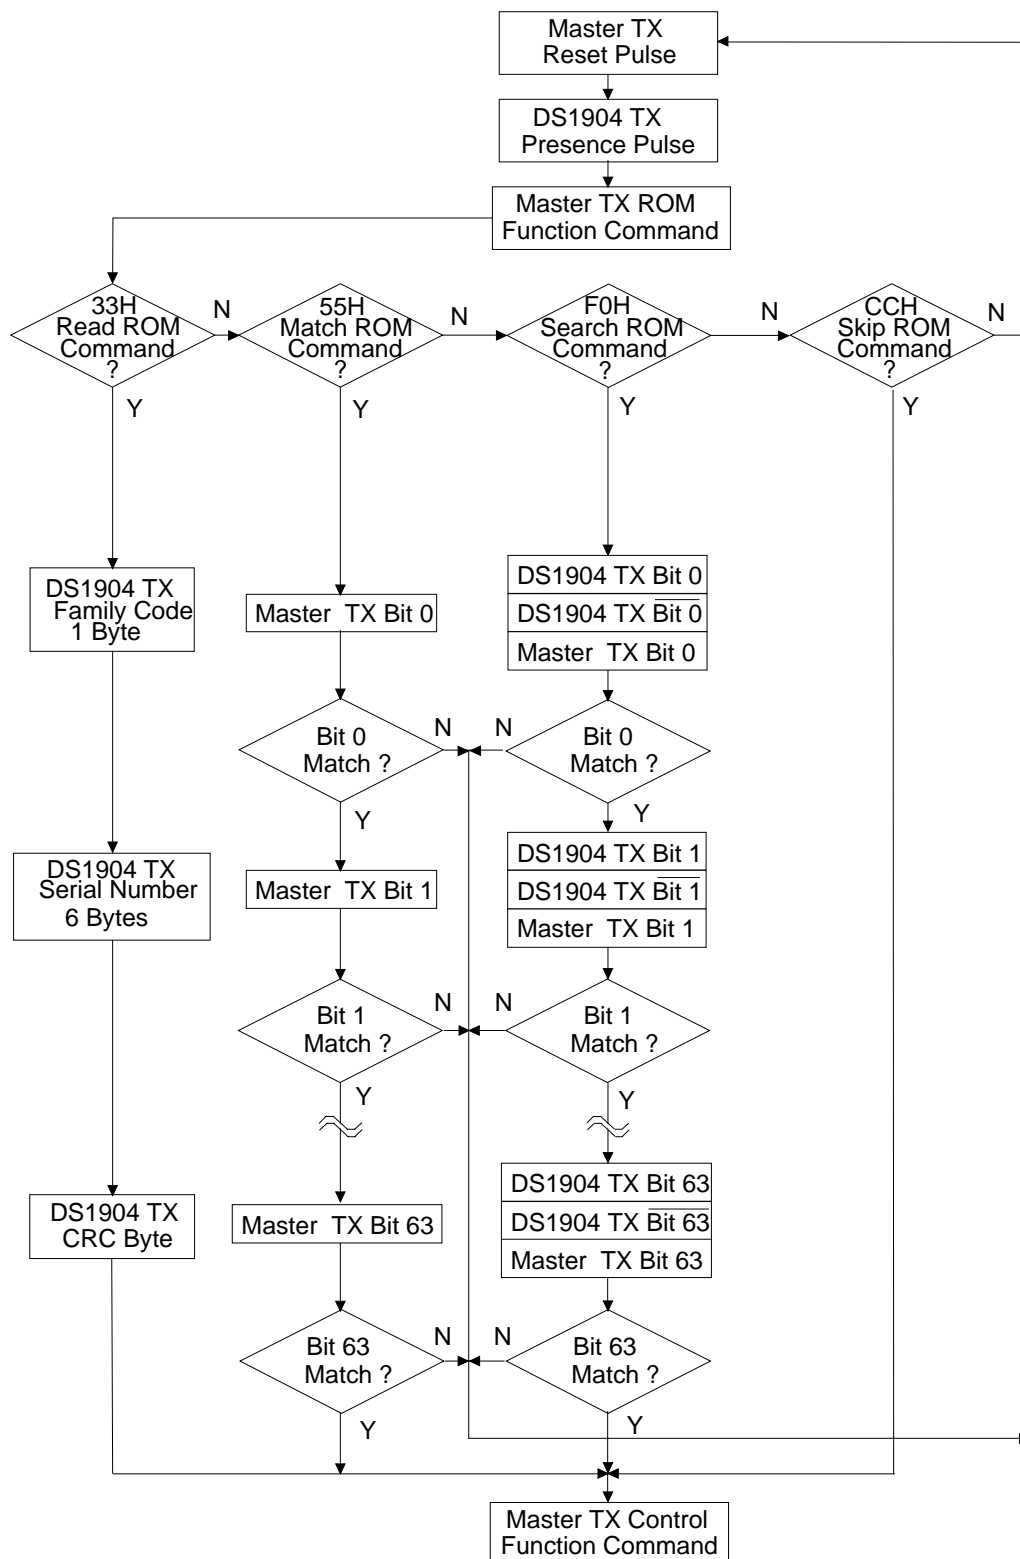 Master TX
Reset Pulse
DS1904 TX
Presence Pulse
Master TX ROM
Function Command
33H
Read ROM
Command
?
N
Y
55H
Match ROM
Command
?
N
Y
F0H
Search ROM
Command
?
N
Y
CCH
Skip ROM
Command
?
N
Y
DS1904 TX
Family Code
1 Byte
Master TX Bit 0
DS1904 TX Bit 0
DS1904 TX B̅i̅t̅ ̅0̅
Master TX Bit 0
Bit 0
Match ?
N
Y
N
Bit 0
Match ?
Y
DS1904 TX
Serial Number
6 Bytes
Master TX Bit 1
DS1904 TX Bit 1
DS1904 TX B̅i̅t̅ ̅1̅
Master TX Bit 1
Bit 1
Match ?
N
Y
N
Bit 1
Match ?
Y
DS1904 TX
CRC Byte
Master TX Bit 63
DS1904 TX Bit 63
DS1904 TX B̅i̅t̅ ̅6̅3̅
Master TX Bit 63
Bit 63
Match ?
N
Y
N
Bit 63
Match ?
Y
Master TX Control
Function Command